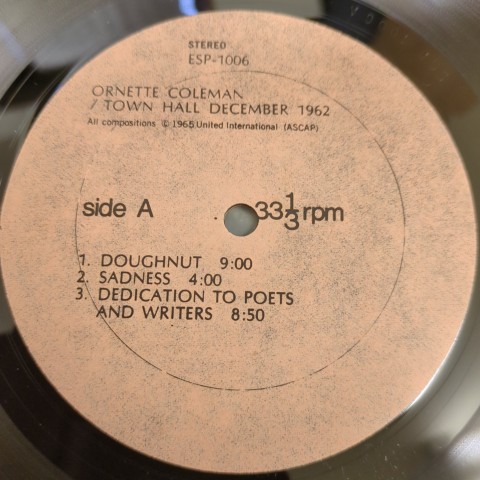 STEREO
ESP-1006
ORNETTE COLEMAN
/ TOWN HALL DECEMBER 1962
All compositions © 1965 United International (ASCAP)
side A
33 1/3 rpm
1. DOUGHNUT 9:00
2. SADNESS 4:00
3. DEDICATION TO POETS
AND WRITERS 8:50